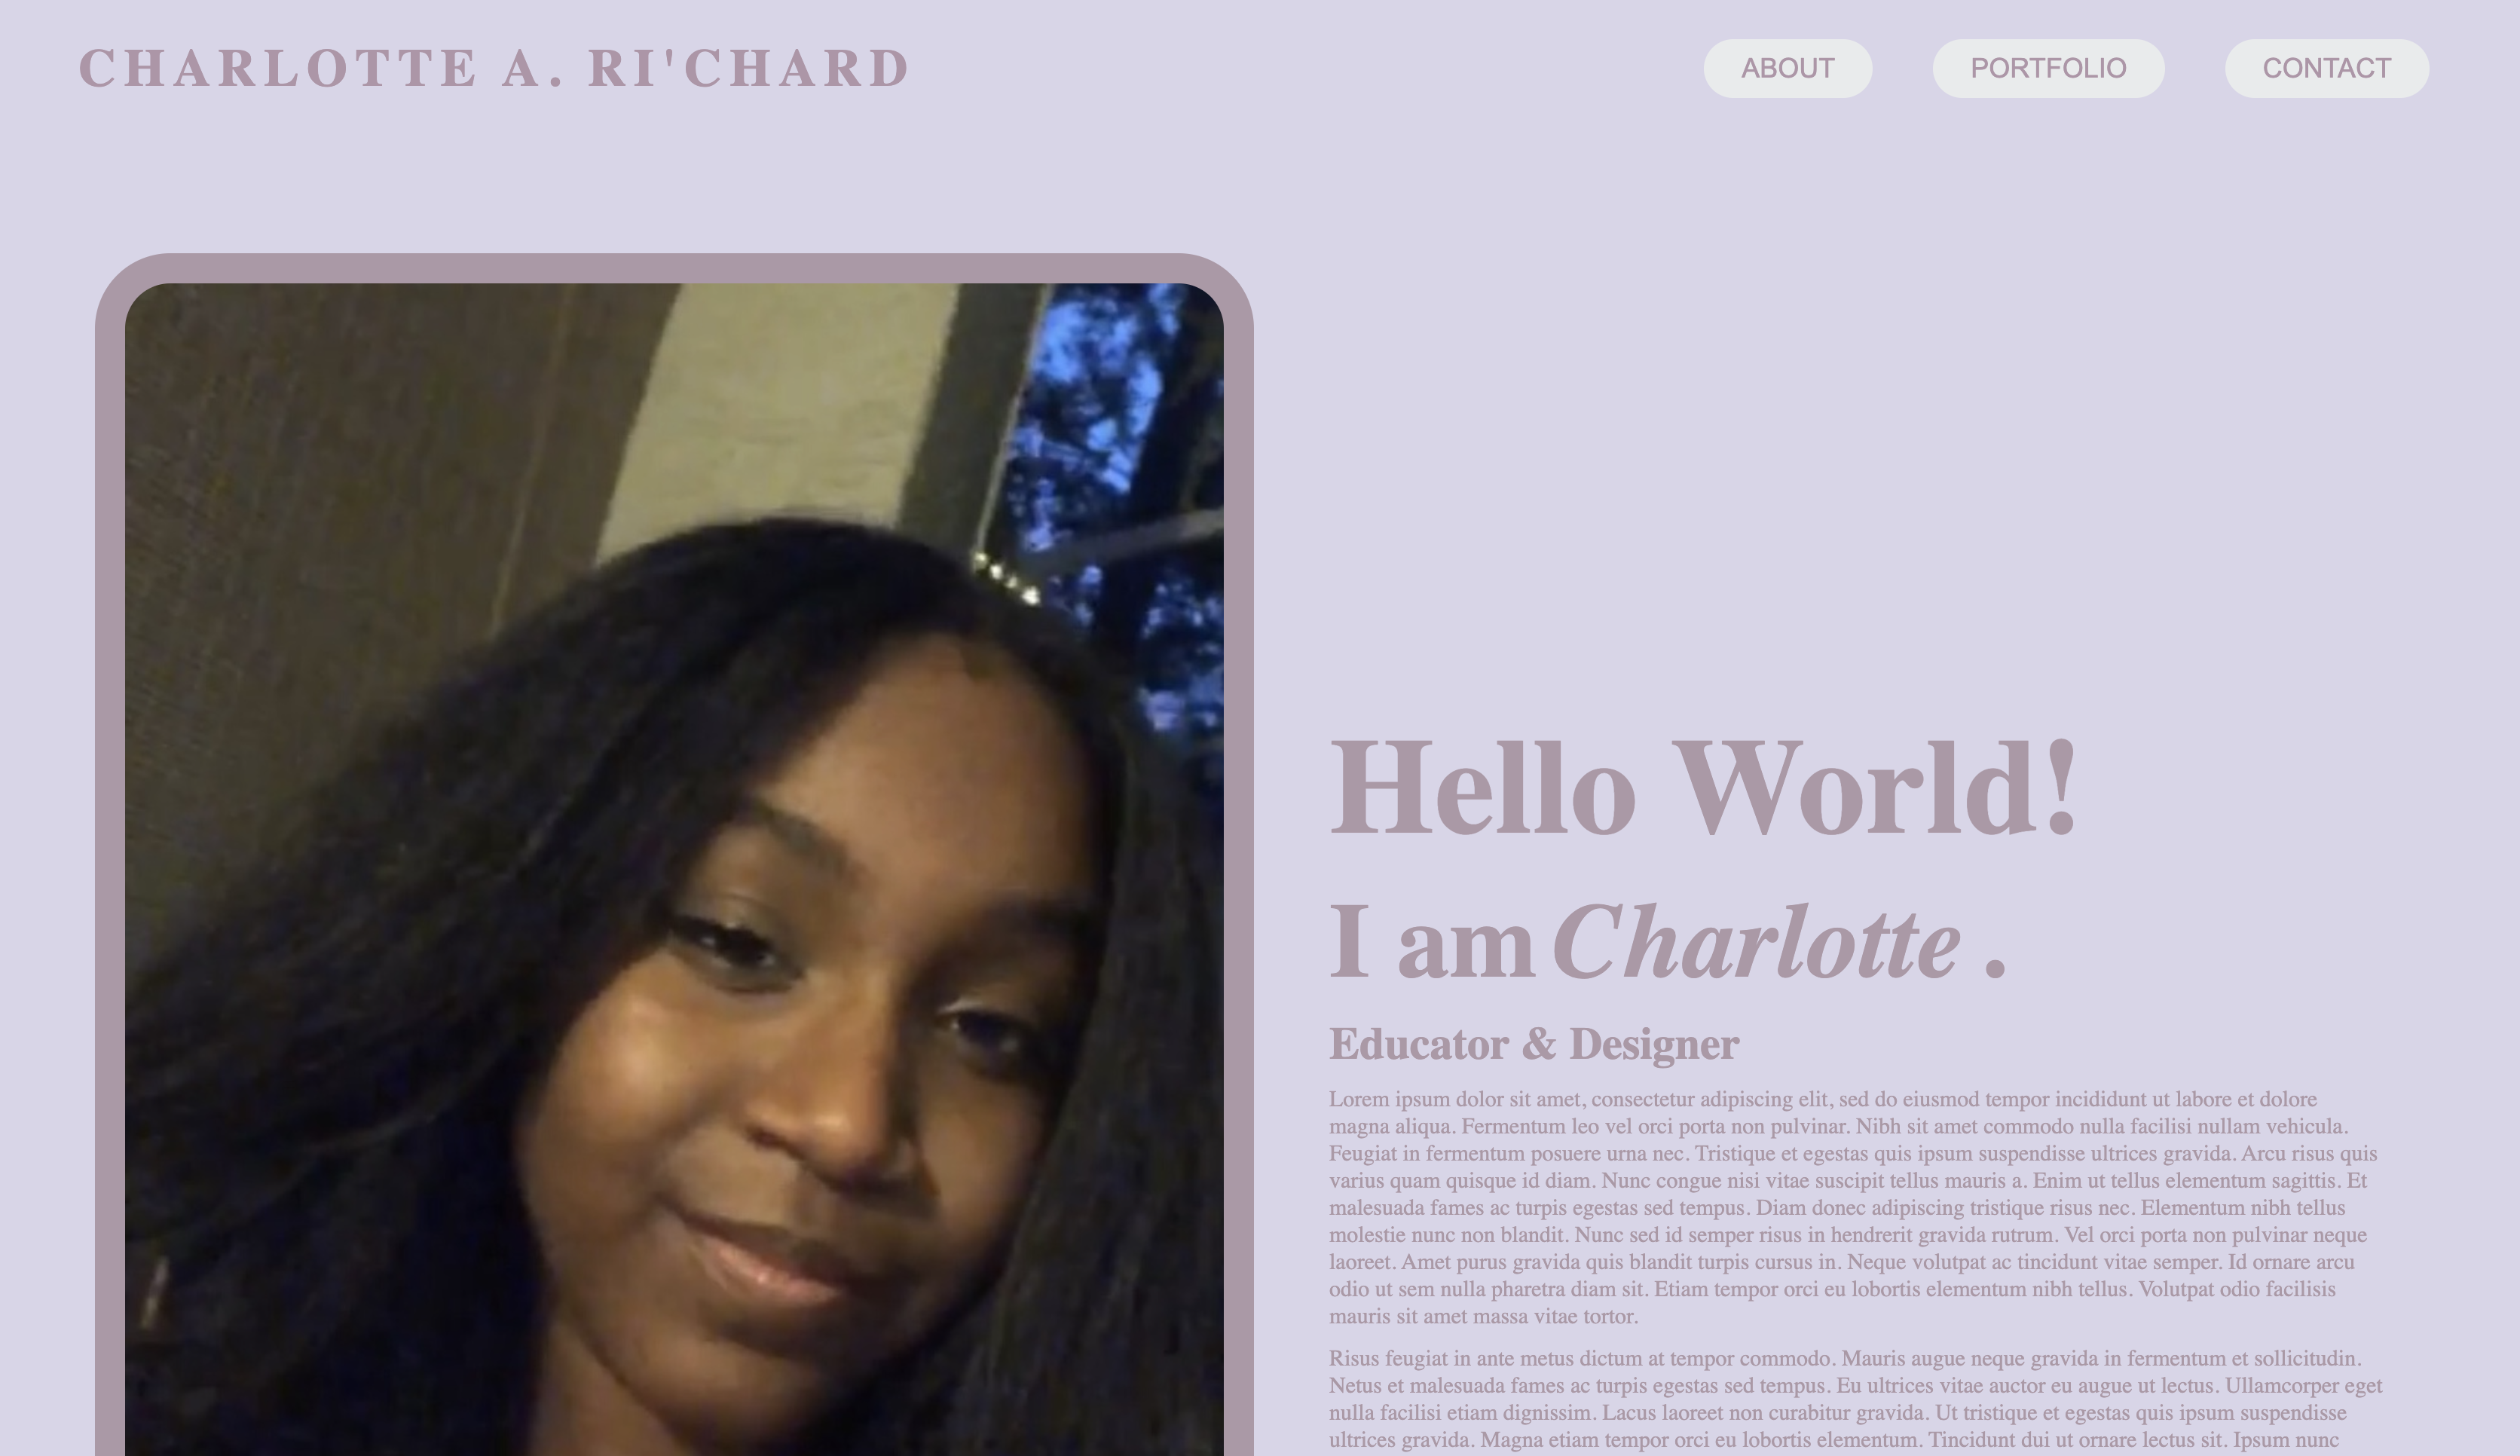 CHARLOTTE A. RI'CHARD
ABOUT
PORTFOLIO
CONTACT
Hello World!
I am Charlotte .
Educator & Designer
Lorem ipsum dolor sit amet, consectetur adipiscing elit, sed do eiusmod tempor incididunt ut labore et dolore
magna aliqua. Fermentum leo vel orci porta non pulvinar. Nibh sit amet commodo nulla facilisi nullam vehicula.
Feugiat in fermentum posuere urna nec. Tristique et egestas quis ipsum suspendisse ultrices gravida. Arcu risus quis
varius quam quisque id diam. Nunc congue nisi vitae suscipit tellus mauris a. Enim ut tellus elementum sagittis. Et
malesuada fames ac turpis egestas sed tempus. Diam donec adipiscing tristique risus nec. Elementum nibh tellus
molestie nunc non blandit. Nunc sed id semper risus in hendrerit gravida rutrum. Vel orci porta non pulvinar neque
laoreet. Amet purus gravida quis blandit turpis cursus in. Neque volutpat ac tincidunt vitae semper. Id ornare arcu
odio ut sem nulla pharetra diam sit. Etiam tempor orci eu lobortis elementum nibh tellus. Volutpat odio facilisis
mauris sit amet massa vitae tortor.
Risus feugiat in ante metus dictum at tempor commodo. Mauris augue neque gravida in fermentum et sollicitudin.
Netus et malesuada fames ac turpis egestas sed tempus. Eu ultrices vitae auctor eu augue ut lectus. Ullamcorper eget
nulla facilisi etiam dignissim. Lacus laoreet non curabitur gravida. Ut tristique et egestas quis ipsum suspendisse
ultrices gravida. Magna etiam tempor orci eu lobortis elementum. Tincidunt dui ut ornare lectus sit. Ipsum nunc